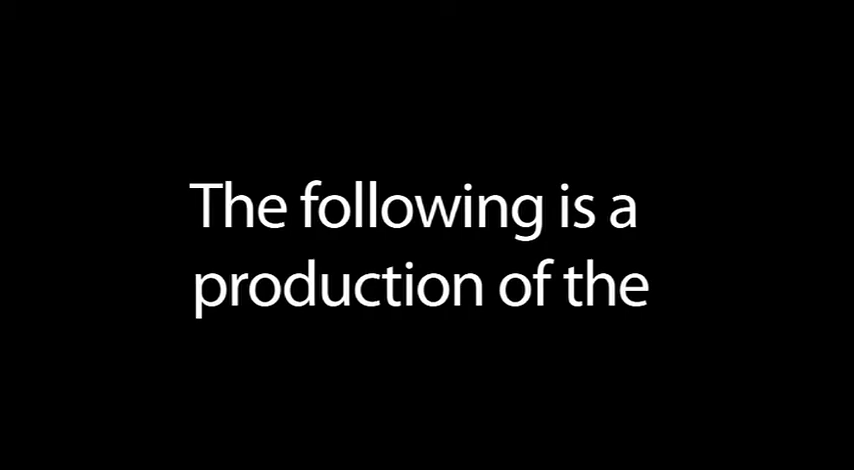 The following is a
production of the